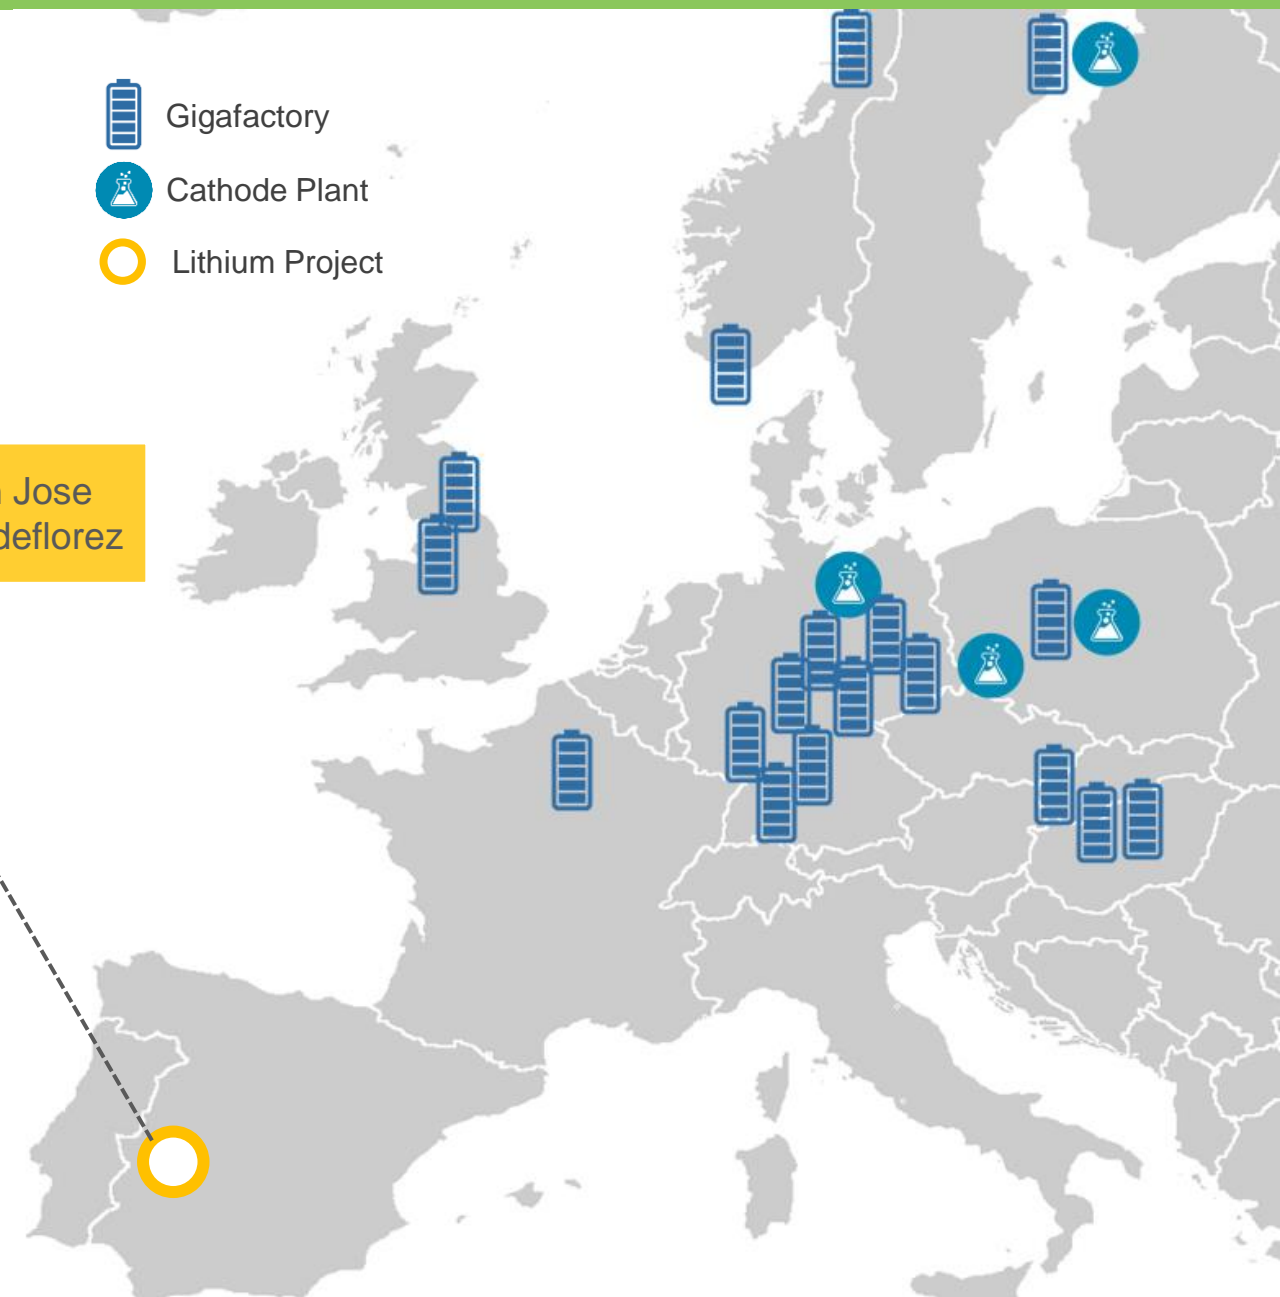 Gigafactory
Cathode Plant
Lithium Project
Jose
deflorez